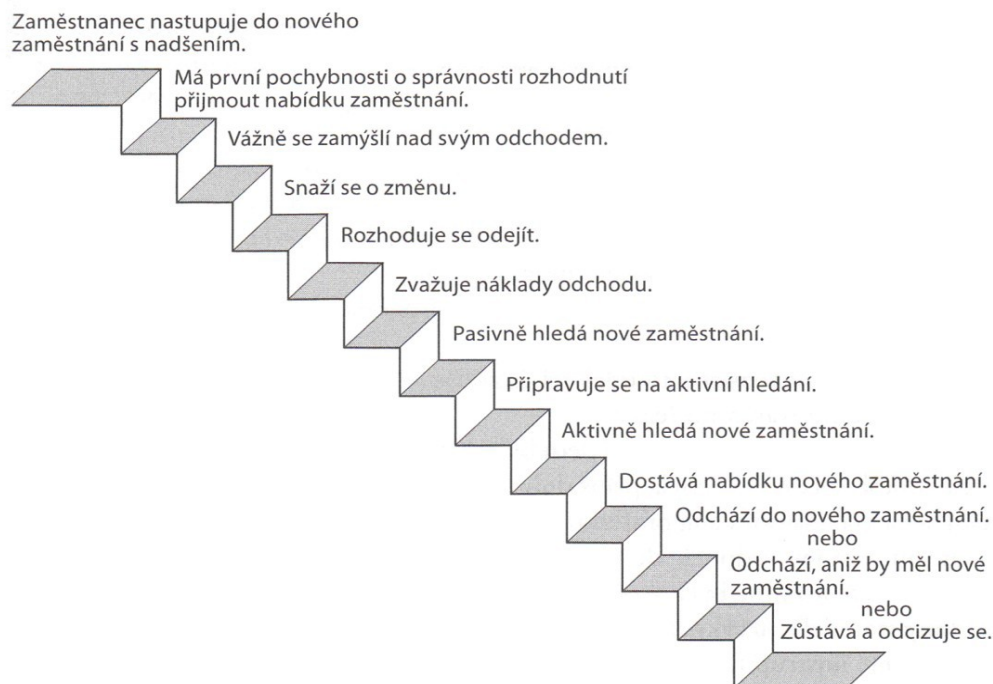 Zaměstnanec nastupuje do nového
zaměstnání s nadšením.
Má první pochybnosti o správnosti rozhodnutí
přijmout nabídku zaměstnání.
Vážně se zamýšlí nad svým odchodem.
Snaží se o změnu.
Rozhoduje se odejít.
Zvažuje náklady odchodu.
Pasivně hledá nové zaměstnání.
Připravuje se na aktivní hledání.
Aktivně hledá nové zaměstnání.
Dostává nabídku nového zaměstnání.
Odchází do nového zaměstnání.
nebo
Odchází, aniž by měl nové
zaměstnání.
nebo
Zůstává a odcizuje se.